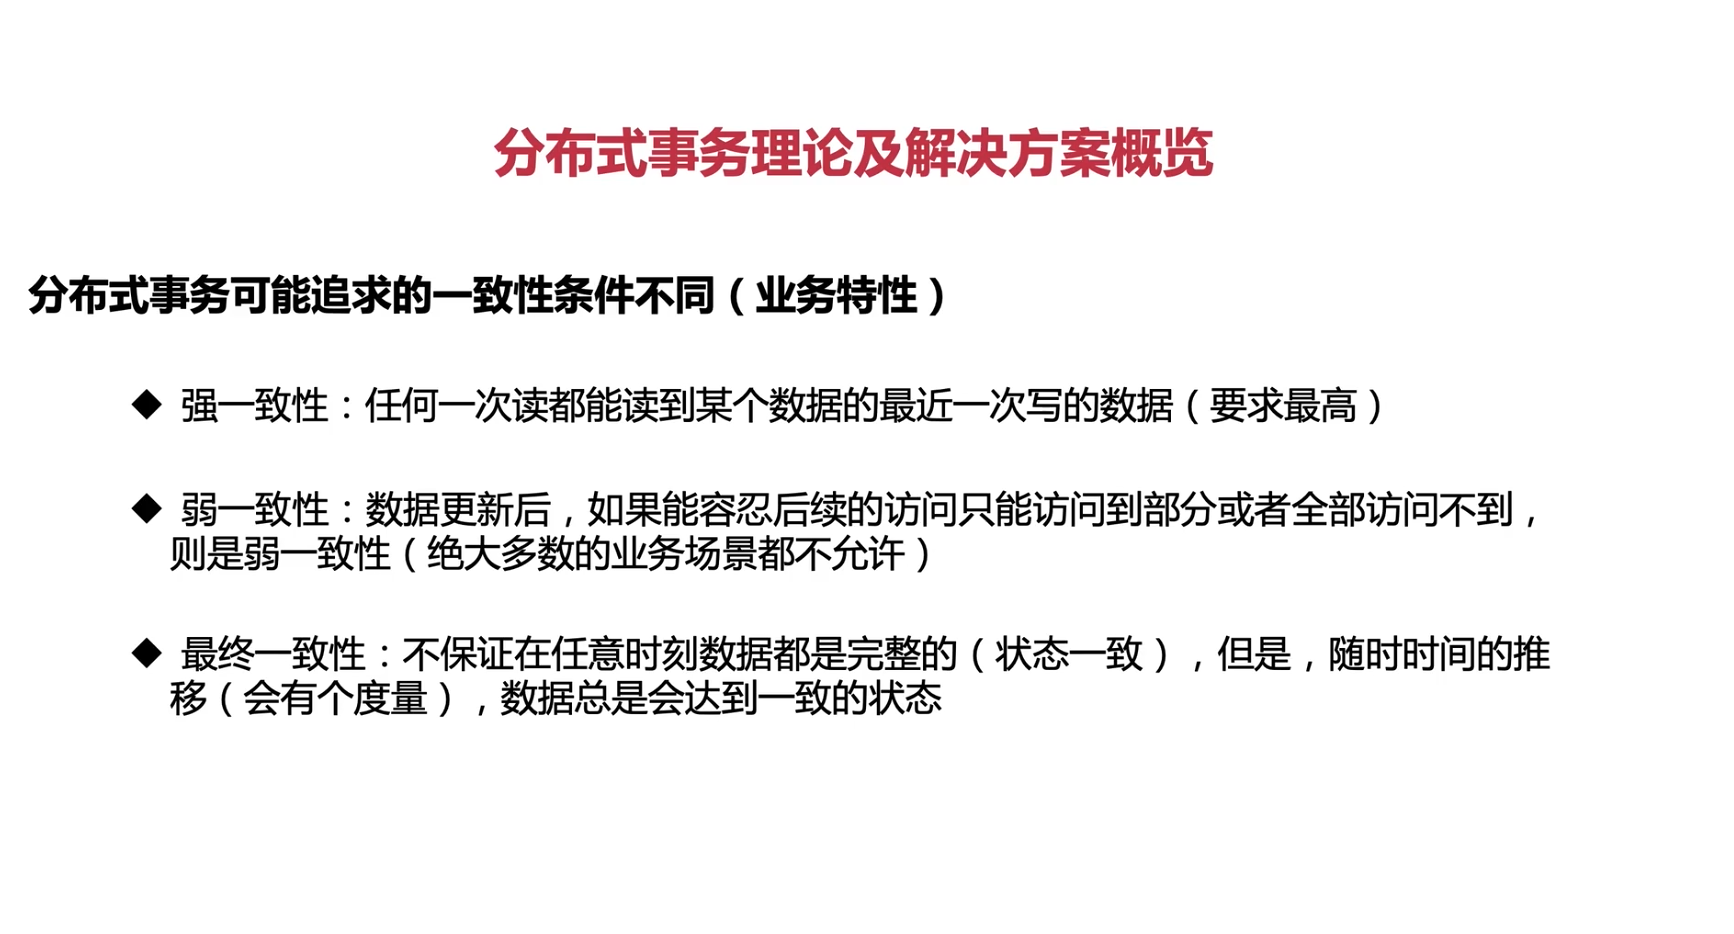 分布式事务理论及解决方案概览
分布式事务可能追求的一致性条件不同（业务特性）
◆ 强一致性：任何一次读都能读到某个数据的最近一次写的数据（要求最高）
◆ 弱一致性：数据更新后，如果能容忍后续的访问只能访问到部分或者全部访问不到，
则是弱一致性（绝大多数的业务场景都不允许）
◆ 最终一致性：不保证在任意时刻数据都是完整的（状态一致），但是，随时时间的推
移（会有个度量），数据总是会达到一致的状态